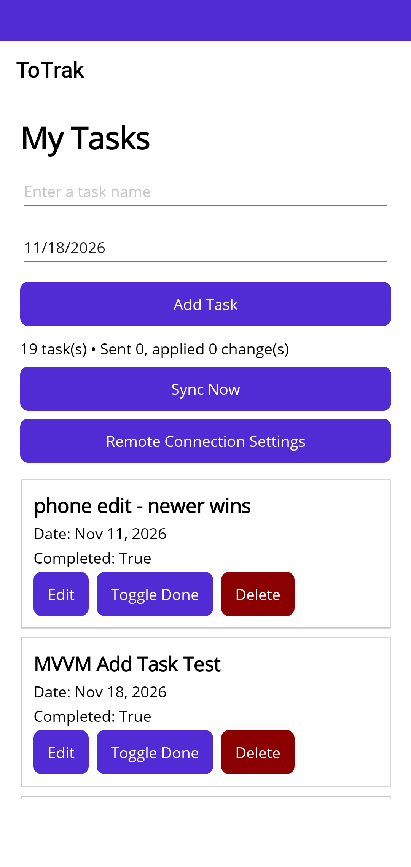 ToTrak
My Tasks
Enter a task name
11/18/2026
Add Task
19 task(s) • Sent 0, applied 0 change(s)
Sync Now
Remote Connection Settings
phone edit - newer wins
Date: Nov 11, 2026
Completed: True
Edit Toggle Done Delete
MVVM Add Task Test
Date: Nov 18, 2026
Completed: True
Edit Toggle Done Delete